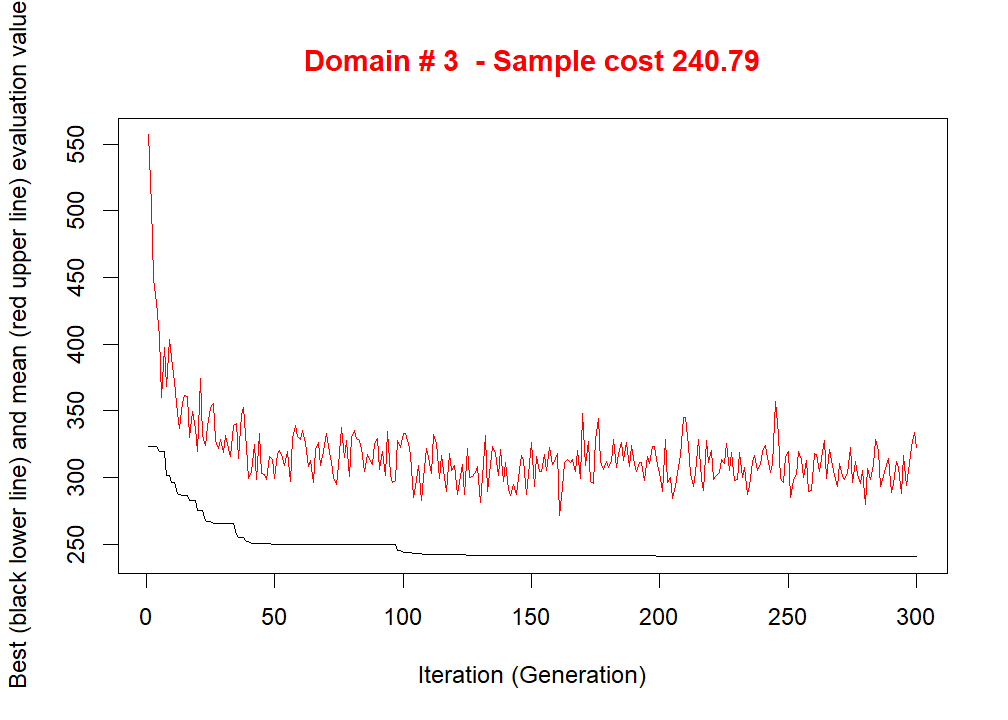 Domain # 3  - Sample cost 240.79
Best (black lower line) and mean (red upper line) evaluation value
550
500
450
400
350
300
250
0 50 100 150 200 250 300
Iteration (Generation)